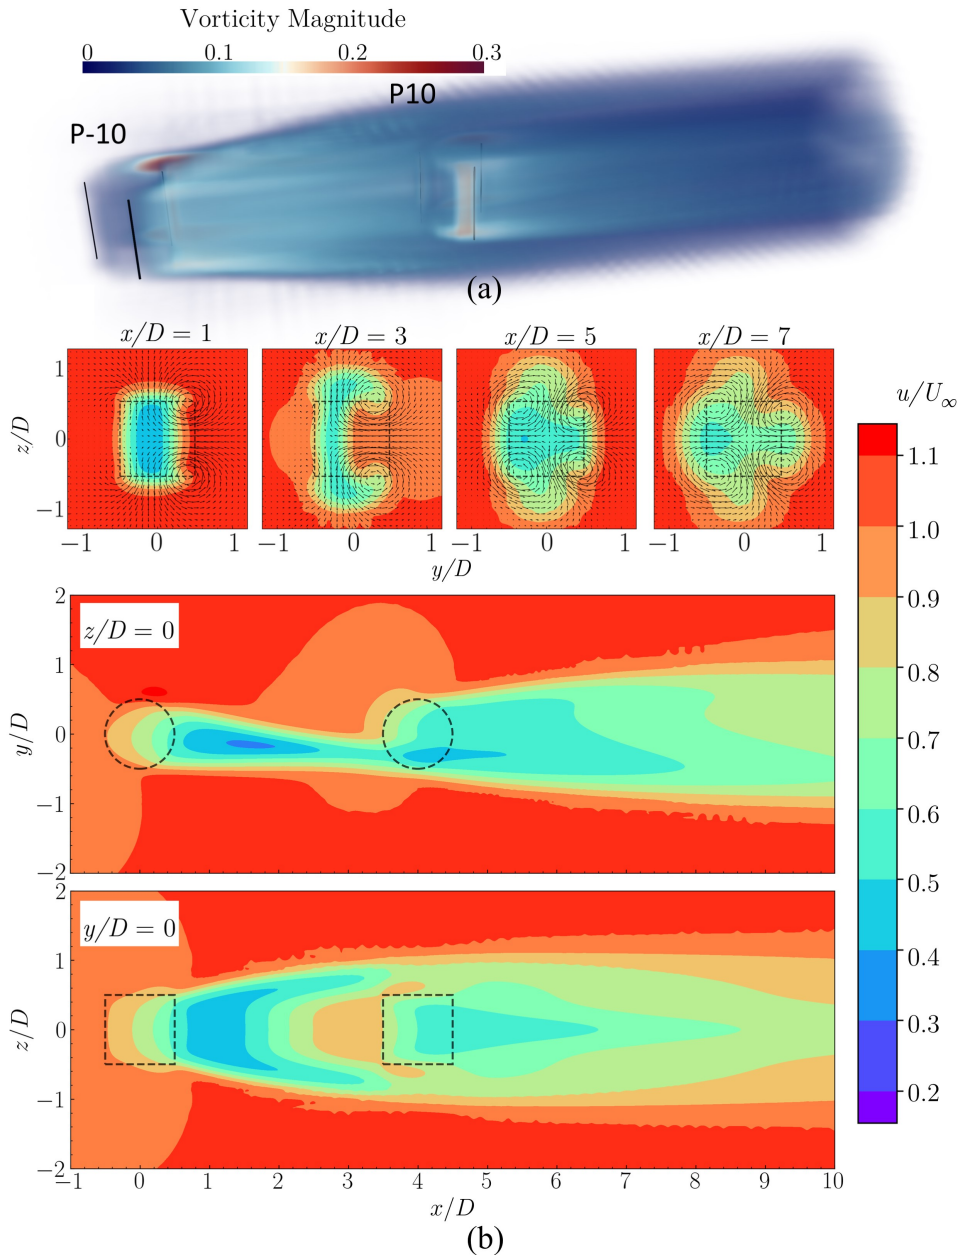 Vorticity Magnitude
0 0.1 0.2 0.3
P10
P-10
(a)
x/D = 1 x/D = 3 x/D = 5 x/D = 7
z/D
1
0
−1
−1 0 1 −1 0 1 −1 0 1 −1 0 1
y/D
u/U∞
1.1
1.0
0.9
0.8
0.7
0.6
0.5
0.4
0.3
0.2
z/D = 0
y/D
2
1
0
−1
−2
y/D = 0
z/D
2
1
0
−1
−2
−1 0 1 2 3 4 5 6 7 8 9 10
x/D
(b)